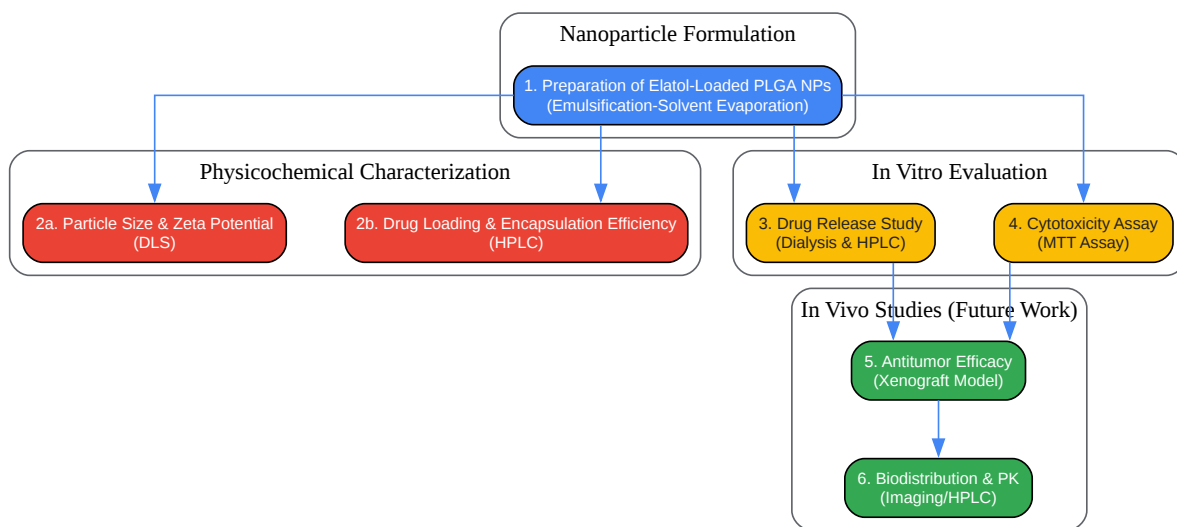 Nanoparticle Formulation
1. Preparation of Elatol-Loaded PLGA NPs
(Emulsification-Solvent Evaporation)
Physicochemical Characterization
2a. Particle Size & Zeta Potential
(DLS)
2b. Drug Loading & Encapsulation Efficiency
(HPLC)
In Vitro Evaluation
3. Drug Release Study
(Dialysis & HPLC)
4. Cytotoxicity Assay
(MTT Assay)
In Vivo Studies (Future Work)
5. Antitumor Efficacy
(Xenograft Model)
6. Biodistribution & PK
(Imaging/HPLC)